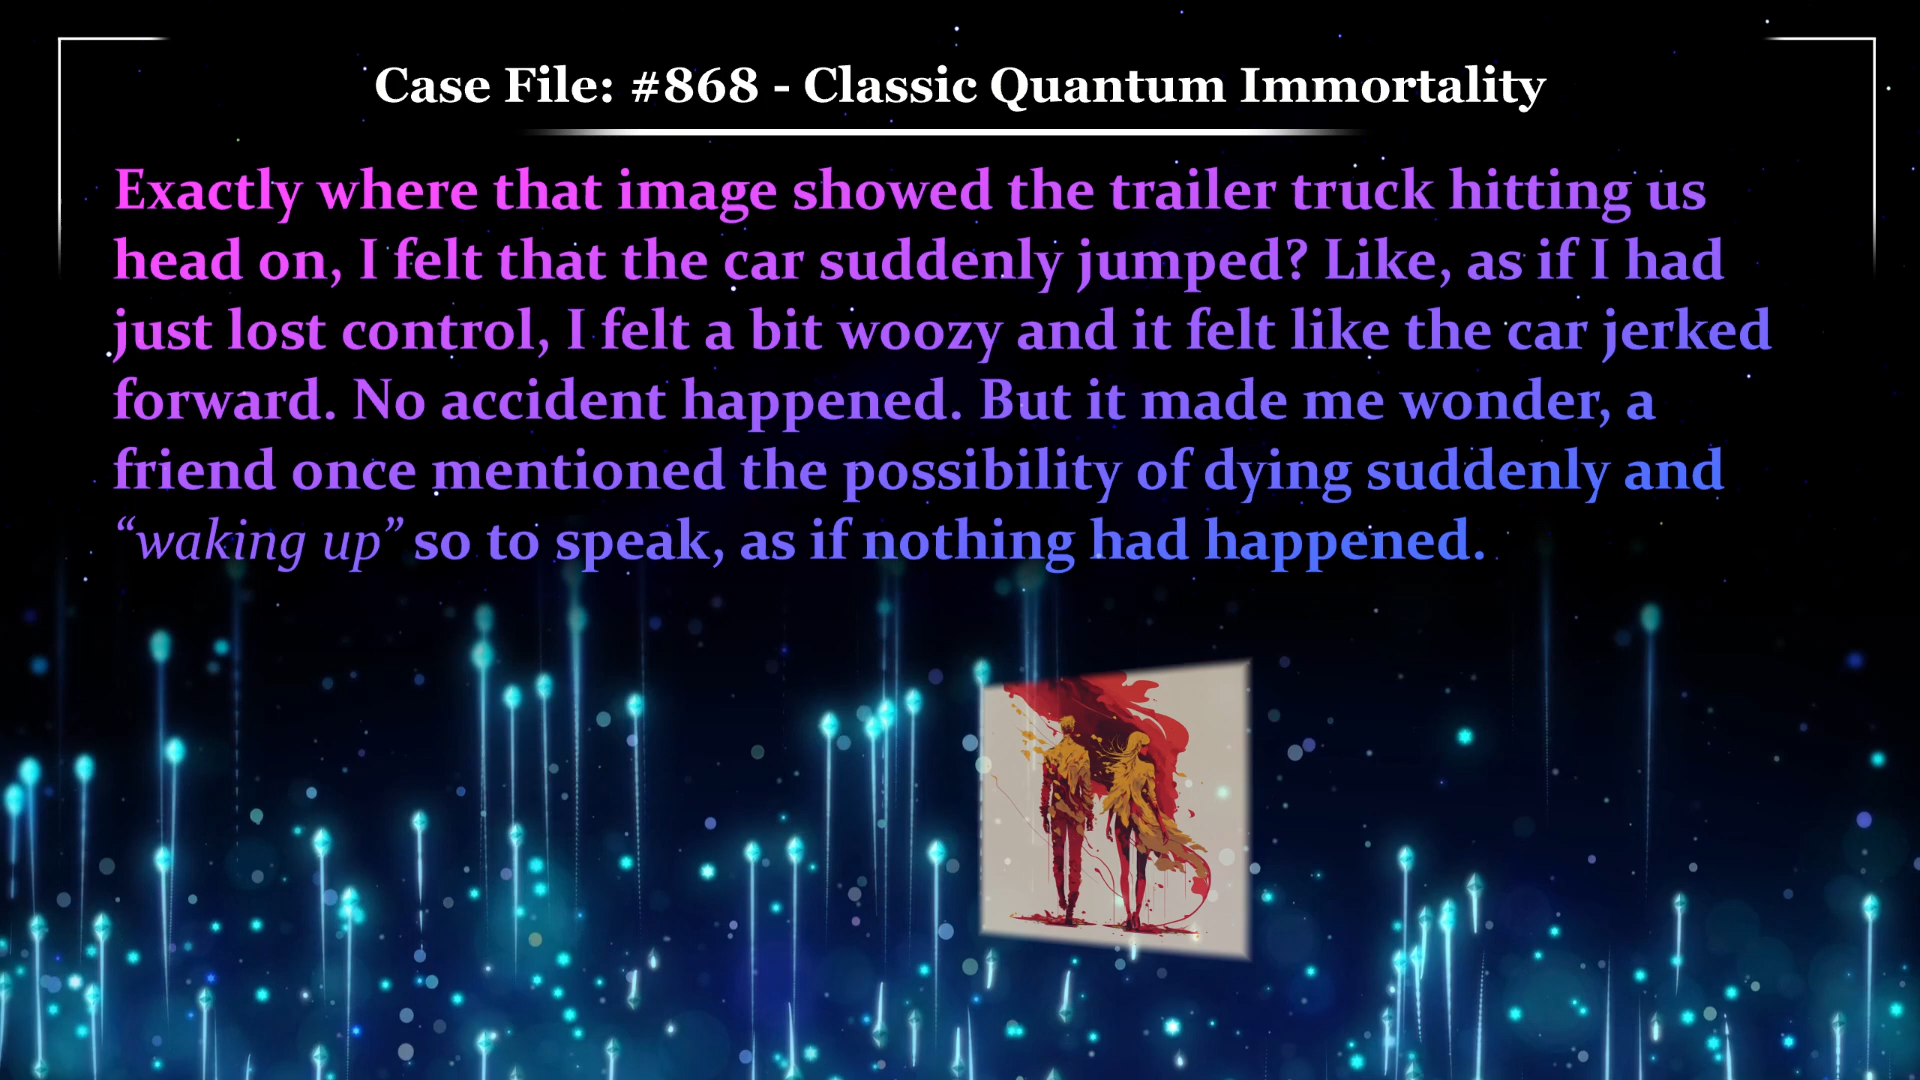 Case File: #868 - Classic Quantum Immortality
Exactly where that image showed the trailer truck hitting us
head on, I felt that the car suddenly jumped? Like, as if I had
just lost control, I felt a bit woozy and it felt like the car jerked
forward. No accident happened. But it made me wonder, a
friend once mentioned the possibility of dying suddenly and
“waking up” so to speak, as if nothing had happened.